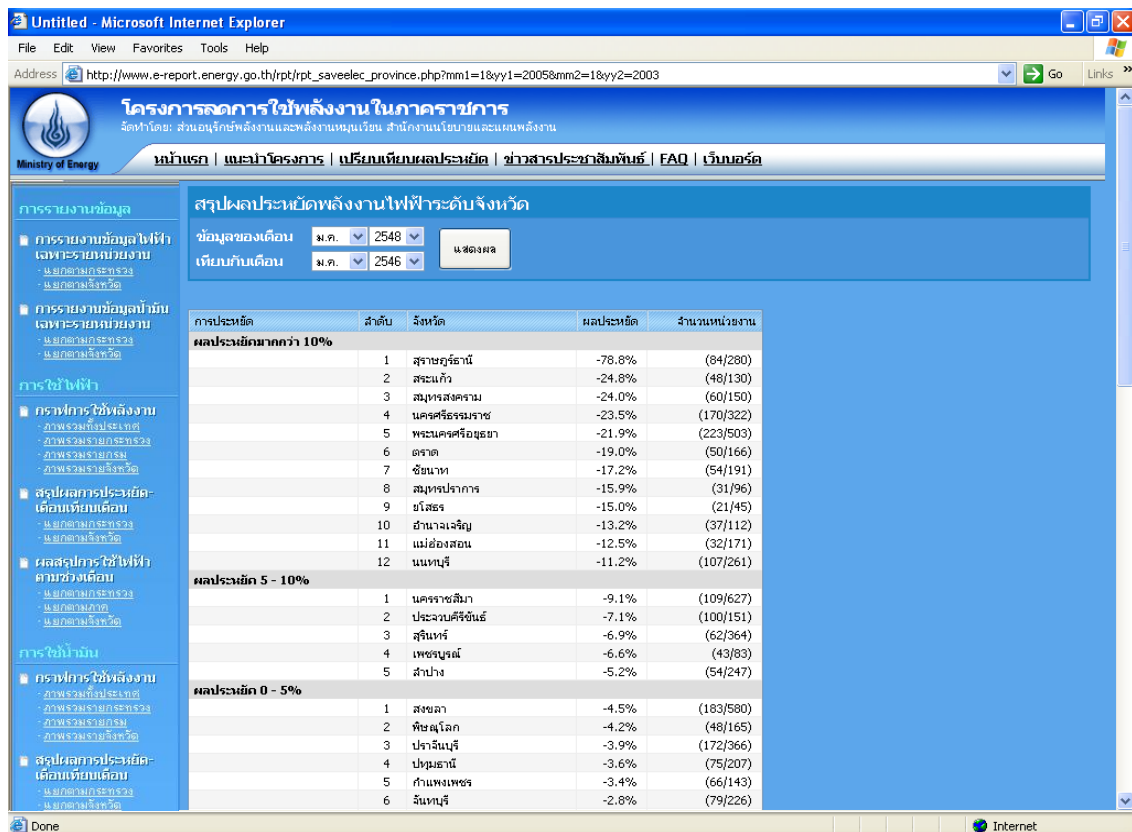 Untitled - Microsoft Internet Explorer
File Edit View Favorites Tools Help
Address http://www.e-report.energy.go.th/rpt/rpt_saveelec_province.php?mm1=1&yy1=2005&mm2=1&yy2=2003 Go Links »
โครงการลดการใช้พลังงานในภาคราชการ
จัดทำโดย: ส่วนอนุรักษ์พลังงานและพลังงานหมุนเวียน สำนักงานนโยบายและแผนพลังงาน
Ministry of Energy
หน้าแรก | แนะนำโครงการ | เปรียบเทียบผลประหยัด | ข่าวสารประชาสัมพันธ์ | FAQ | เว็บบอร์ด
การรายงานข้อมูล
การรายงานข้อมูลไฟฟ้า
เฉพาะรายหน่วยงาน
- แยกตามกระทรวง
- แยกตามจังหวัด
การรายงานข้อมูลน้ำมัน
เฉพาะรายหน่วยงาน
- แยกตามกระทรวง
- แยกตามจังหวัด
การใช้ไฟฟ้า
กราฟการใช้พลังงาน
- ภาพรวมทั้งประเทศ
- ภาพรวมรายกระทรวง
- ภาพรวมรายกรม
- ภาพรวมรายจังหวัด
สรุปผลการประหยัด-
เดือนเทียบเดือน
- แยกตามกระทรวง
- แยกตามจังหวัด
ผลสรุปการใช้ไฟฟ้า
ตามช่วงเดือน
- แยกตามกระทรวง
- แยกตามภาค
- แยกตามจังหวัด
การใช้น้ำมัน
กราฟการใช้พลังงาน
- ภาพรวมทั้งประเทศ
- ภาพรวมรายกระทรวง
- ภาพรวมรายกรม
- ภาพรวมรายจังหวัด
สรุปผลการประหยัด-
เดือนเทียบเดือน
- แยกตามกระทรวง
- แยกตามจังหวัด
สรุปผลประหยัดพลังงานไฟฟ้าระดับจังหวัด
ข้อมูลของเดือน ม.ค. 2548
เทียบกับเดือน ม.ค. 2546
แสดงผล
การประหยัด ลำดับ จังหวัด ผลประหยัด จำนวนหน่วยงาน
ผลประหยัดมากกว่า 10%
1 สุราษฎร์ธานี -78.8% (84/280)
2 สระแก้ว -24.8% (48/130)
3 สมุทรสงคราม -24.0% (60/150)
4 นครศรีธรรมราช -23.5% (170/322)
5 พระนครศรีอยุธยา -21.9% (223/503)
6 ตราด -19.0% (50/166)
7 ชัยนาท -17.2% (54/191)
8 สมุทรปราการ -15.9% (31/96)
9 ยโสธร -15.0% (21/45)
10 อำนาจเจริญ -13.2% (37/112)
11 แม่ฮ่องสอน -12.5% (32/171)
12 นนทบุรี -11.2% (107/261)
ผลประหยัด 5 - 10%
1 นครราชสีมา -9.1% (109/627)
2 ประจวบคีรีขันธ์ -7.1% (100/151)
3 สุรินทร์ -6.9% (62/364)
4 เพชรบูรณ์ -6.6% (43/83)
5 ลำปาง -5.2% (54/247)
ผลประหยัด 0 - 5%
1 สงขลา -4.5% (183/580)
2 พิษณุโลก -4.2% (48/165)
3 ปราจีนบุรี -3.9% (172/366)
4 ปทุมธานี -3.6% (75/207)
5 กำแพงเพชร -3.4% (66/143)
6 จันทบุรี -2.8% (79/226)
Done Internet